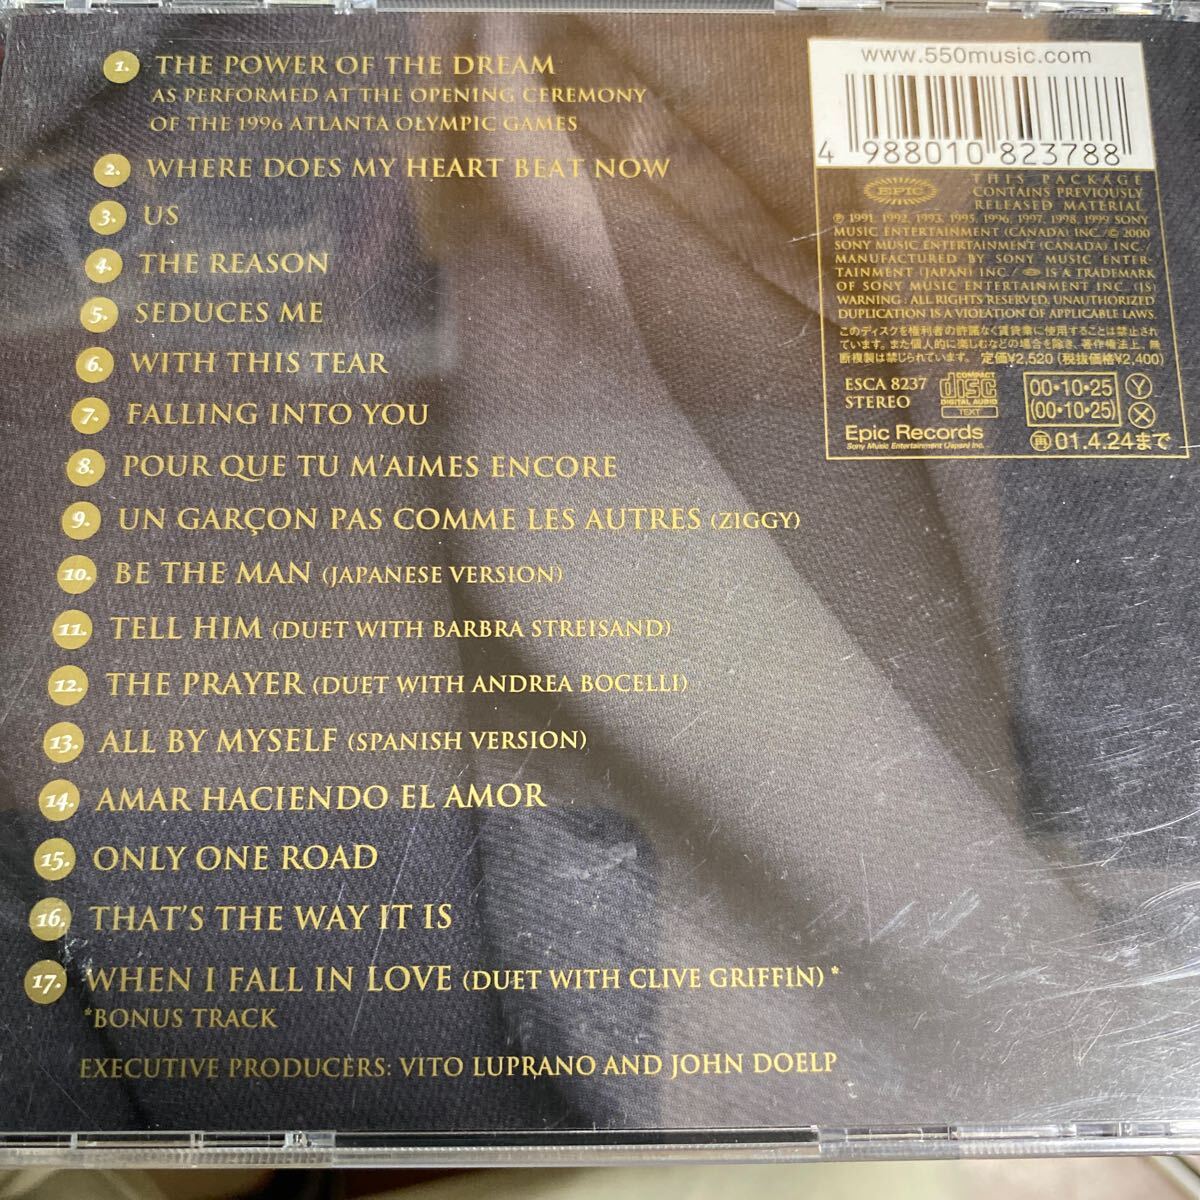 1. THE POWER OF THE DREAM
AS PERFORMED AT THE OPENING CEREMONY
OF THE 1996 ATLANTA OLYMPIC GAMES
2. WHERE DOES MY HEART BEAT NOW
3. US
4. THE REASON
5. SEDUCES ME
6. WITH THIS TEAR
7. FALLING INTO YOU
8. POUR QUE TU M'AIMES ENCORE
9. UN GARÇON PAS COMME LES AUTRES (ZIGGY)
10. BE THE MAN (JAPANESE VERSION)
11. TELL HIM (DUET WITH BARBRA STREISAND)
12. THE PRAYER (DUET WITH ANDREA BOCELLI)
13. ALL BY MYSELF (SPANISH VERSION)
14. AMAR HACIENDO EL AMOR
15. ONLY ONE ROAD
16. THAT'S THE WAY IT IS
17. WHEN I FALL IN LOVE (DUET WITH CLIVE GRIFFIN) *
*BONUS TRACK
EXECUTIVE PRODUCERS: VITO LUPRANO AND JOHN DOELP
www.550music.com
4 988010 823788
EPIC
THIS PACKAGE
CONTAINS PREVIOUSLY
RELEASED MATERIAL.
℗ 1991, 1992, 1993, 1995, 1996, 1997, 1998, 1999 SONY
MUSIC ENTERTAINMENT (CANADA) INC./© 2000
SONY MUSIC ENTERTAINMENT (CANADA) INC./
MANUFACTURED BY SONY MUSIC ENTER-
TAINMENT (JAPAN) INC./ IS A TRADEMARK
OF SONY MUSIC ENTERTAINMENT INC. (JS)
WARNING : ALL RIGHTS RESERVED. UNAUTHORIZED
DUPLICATION IS A VIOLATION OF APPLICABLE LAWS.
このディスクを権利者の許諾なく賃貸業に使用することは禁止され
ています。また個人的に楽しむなどの場合を除き、著作権法上、無
断複製は禁じられています。 定価¥2,520 (税抜価格¥2,400)
ESCA 8237
STEREO
COMPACT
disc
DIGITAL AUDIO
TEXT
00・10・25
(00・10・25)
Y
X
Epic Records
Sony Music Entertainment (Japan) Inc.
再01.4.24まで